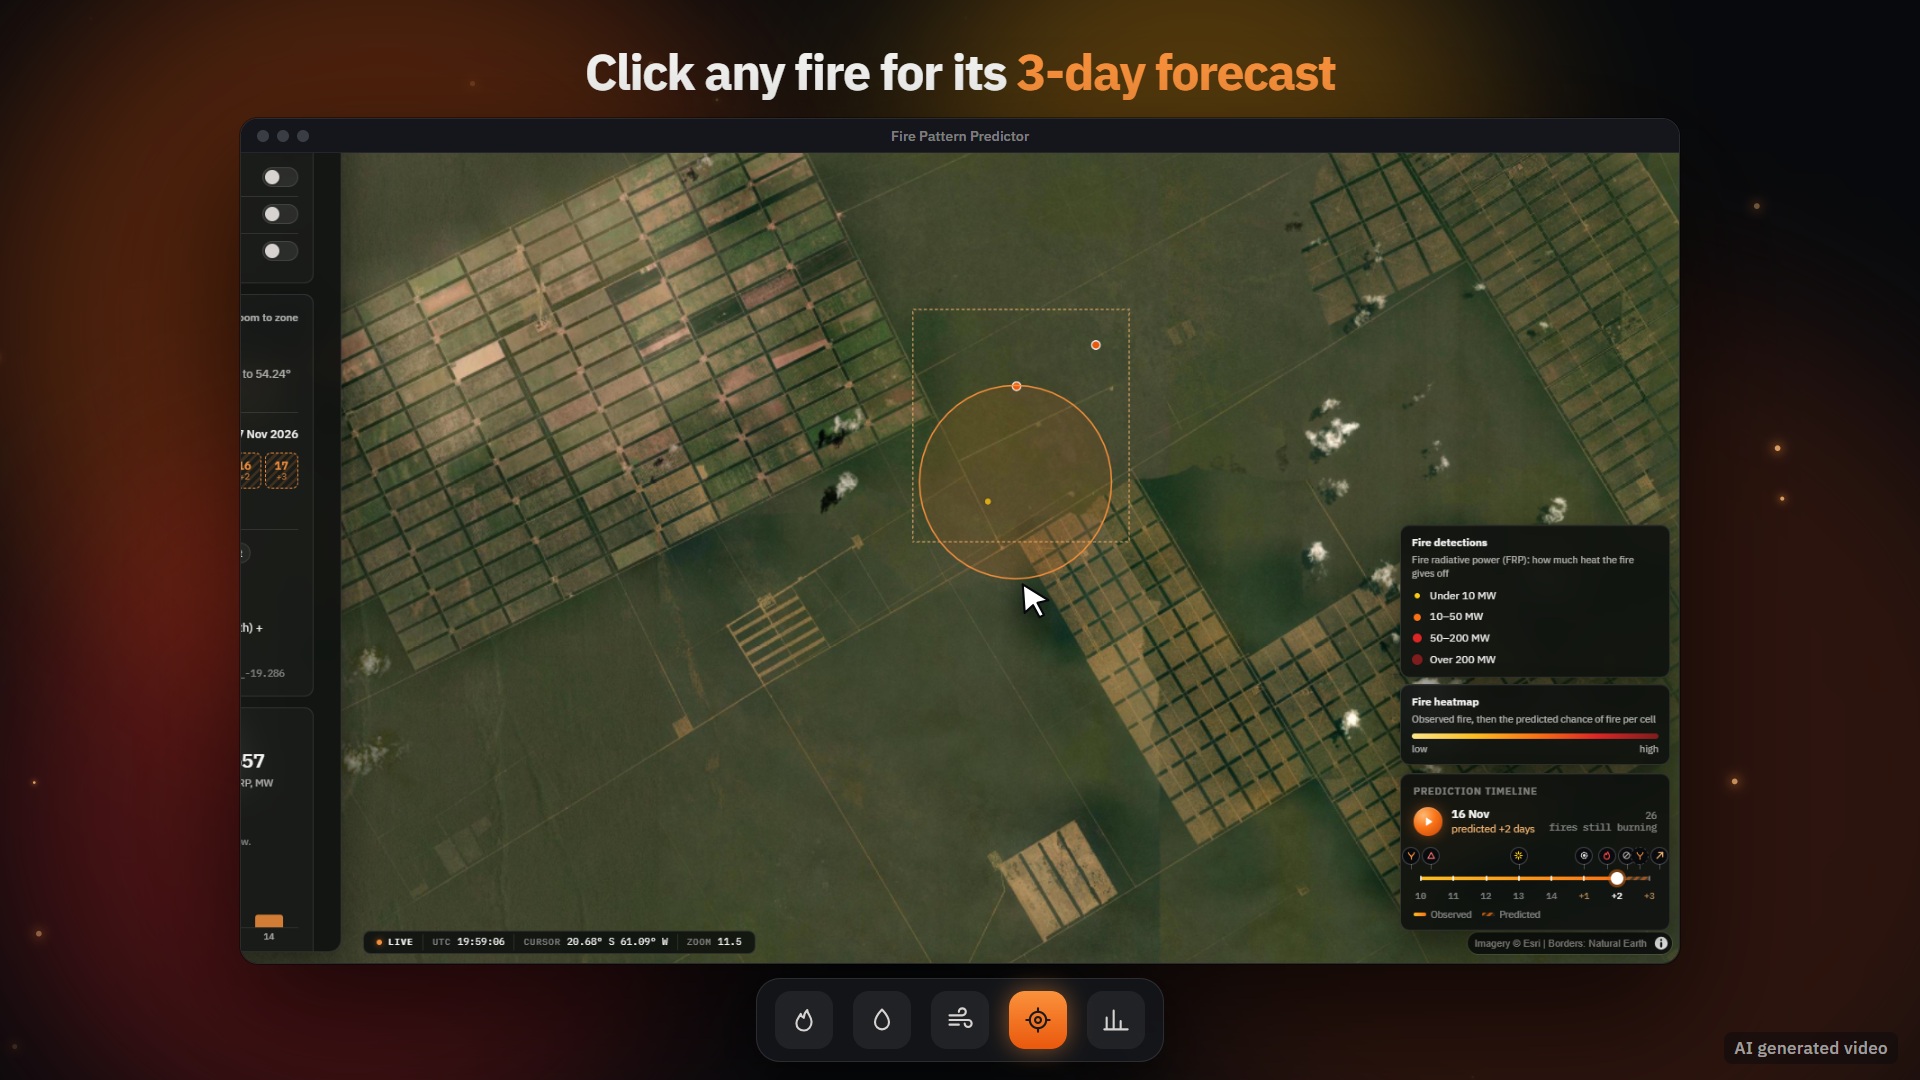 Click any fire for its 3-day forecast
Fire Pattern Predictor
to zone
to 54.24°
7 Nov 2026
16 17
+2 +3
) +
-19.286
57
RP, MW
w.
14
Fire detections
Fire radiative power (FRP): how much heat the fire
gives off
Under 10 MW
10–50 MW
50–200 MW
Over 200 MW
Fire heatmap
Observed fire, then the predicted chance of fire per cell
low high
PREDICTION TIMELINE
16 Nov 26
predicted +2 days fires still burning
10 11 12 13 14 +1 +2 +3
Observed Predicted
LIVE UTC 19:59:06 CURSOR 20.68° S 61.09° W ZOOM 11.5
Imagery © Esri | Borders: Natural Earth
AI generated video